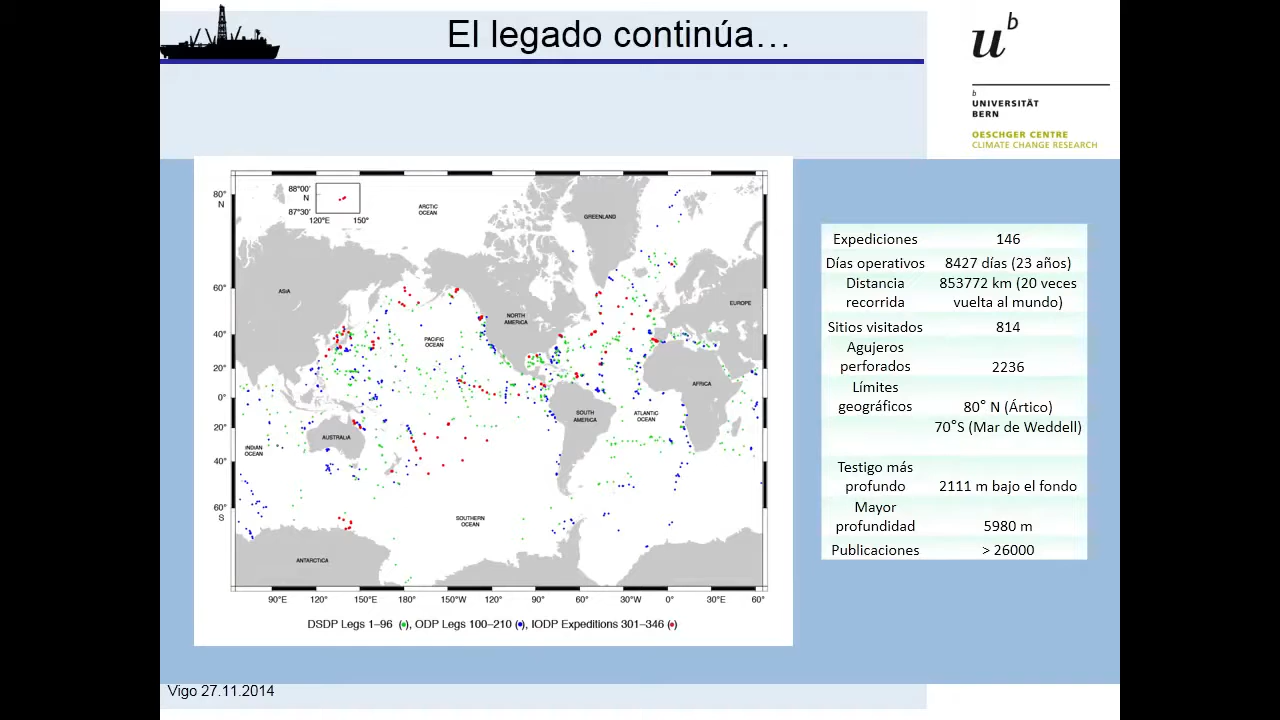 El legado continúa…
u b
b
UNIVERSITÄT
BERN
OESCHGER CENTRE
CLIMATE CHANGE RESEARCH
80°
N
60°
40°
20°
0°
20°
40°
60°
S
88°00'
N
87°30'
120°E 150°
ARCTIC
OCEAN
GREENLAND
ASIA
EUROPE
NORTH
AMERICA
PACIFIC
OCEAN
AFRICA
SOUTH
AMERICA
ATLANTIC
OCEAN
AUSTRALIA
INDIAN
OCEAN
SOUTHERN
OCEAN
ANTARCTICA
90°E 120° 150°E 180° 150°W 120° 90° 60° 30°W 0° 30°E 60°
DSDP Legs 1–96 (•), ODP Legs 100–210 (•), IODP Expeditions 301–346 (•)
Expediciones 146
Días operativos 8427 días (23 años)
Distancia recorrida 853772 km (20 veces vuelta al mundo)
Sitios visitados 814
Agujeros perforados 2236
Límites geográficos 80° N (Ártico)
70°S (Mar de Weddell)
Testigo más profundo 2111 m bajo el fondo
Mayor profundidad 5980 m
Publicaciones > 26000
Vigo 27.11.2014